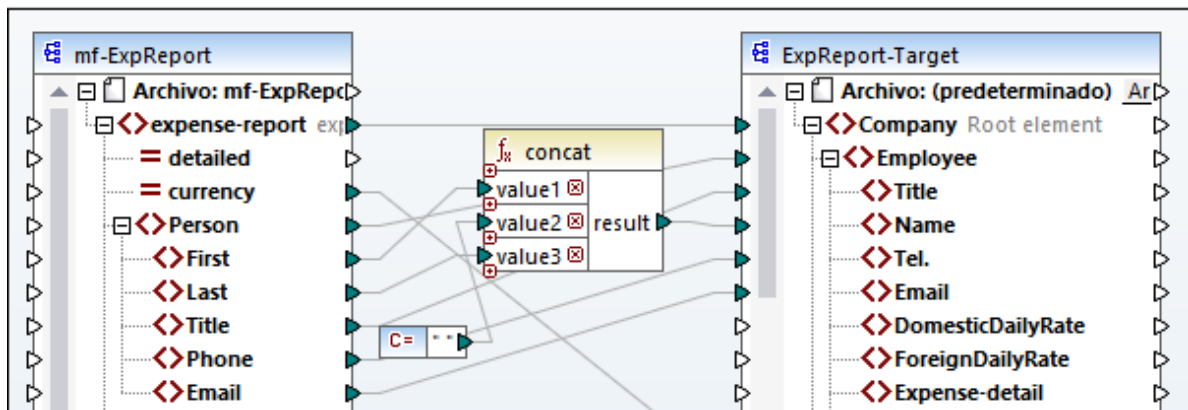 mf-ExpReport
Archivo: mf-ExpRepc
expense-report exp
detailed
currency
Person
First
Last
Title
Phone
Email
concat
value1
value2
value3
result
C= " "
ExpReport-Target
Archivo: (predeterminado) Ar
Company Root element
Employee
Title
Name
Tel.
Email
DomesticDailyRate
ForeignDailyRate
Expense-detail